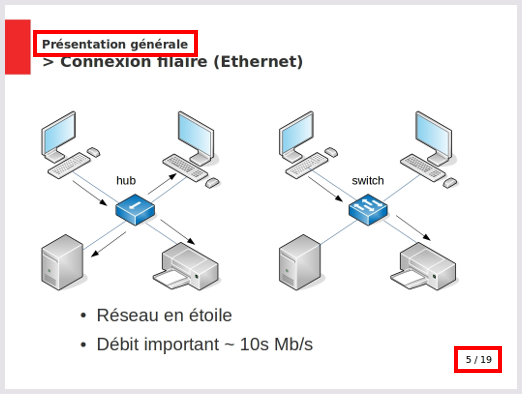 Présentation générale
> Connexion filaire (Ethernet)
hub
switch
• Réseau en étoile
• Débit important ~ 10s Mb/s
5 / 19